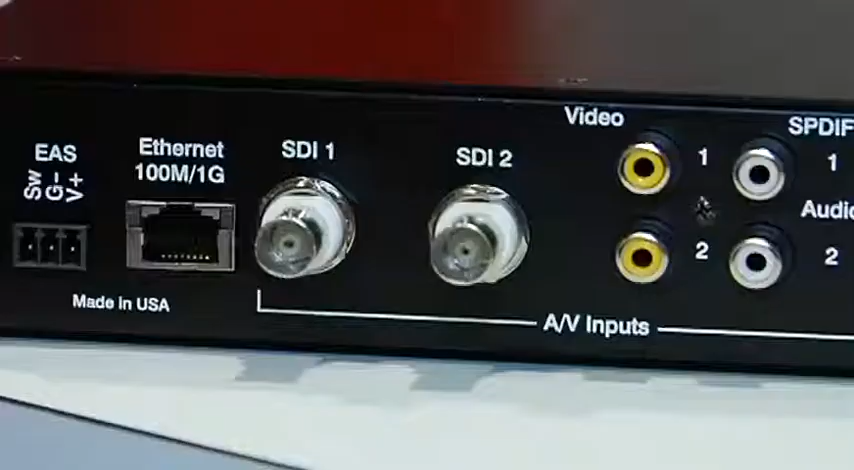 EAS
Sw
G-
V+
Ethernet
100M/1G
SDI 1
SDI 2
Video
1
2
SPDIF
1
Audio
2
Made in USA
A/V Inputs